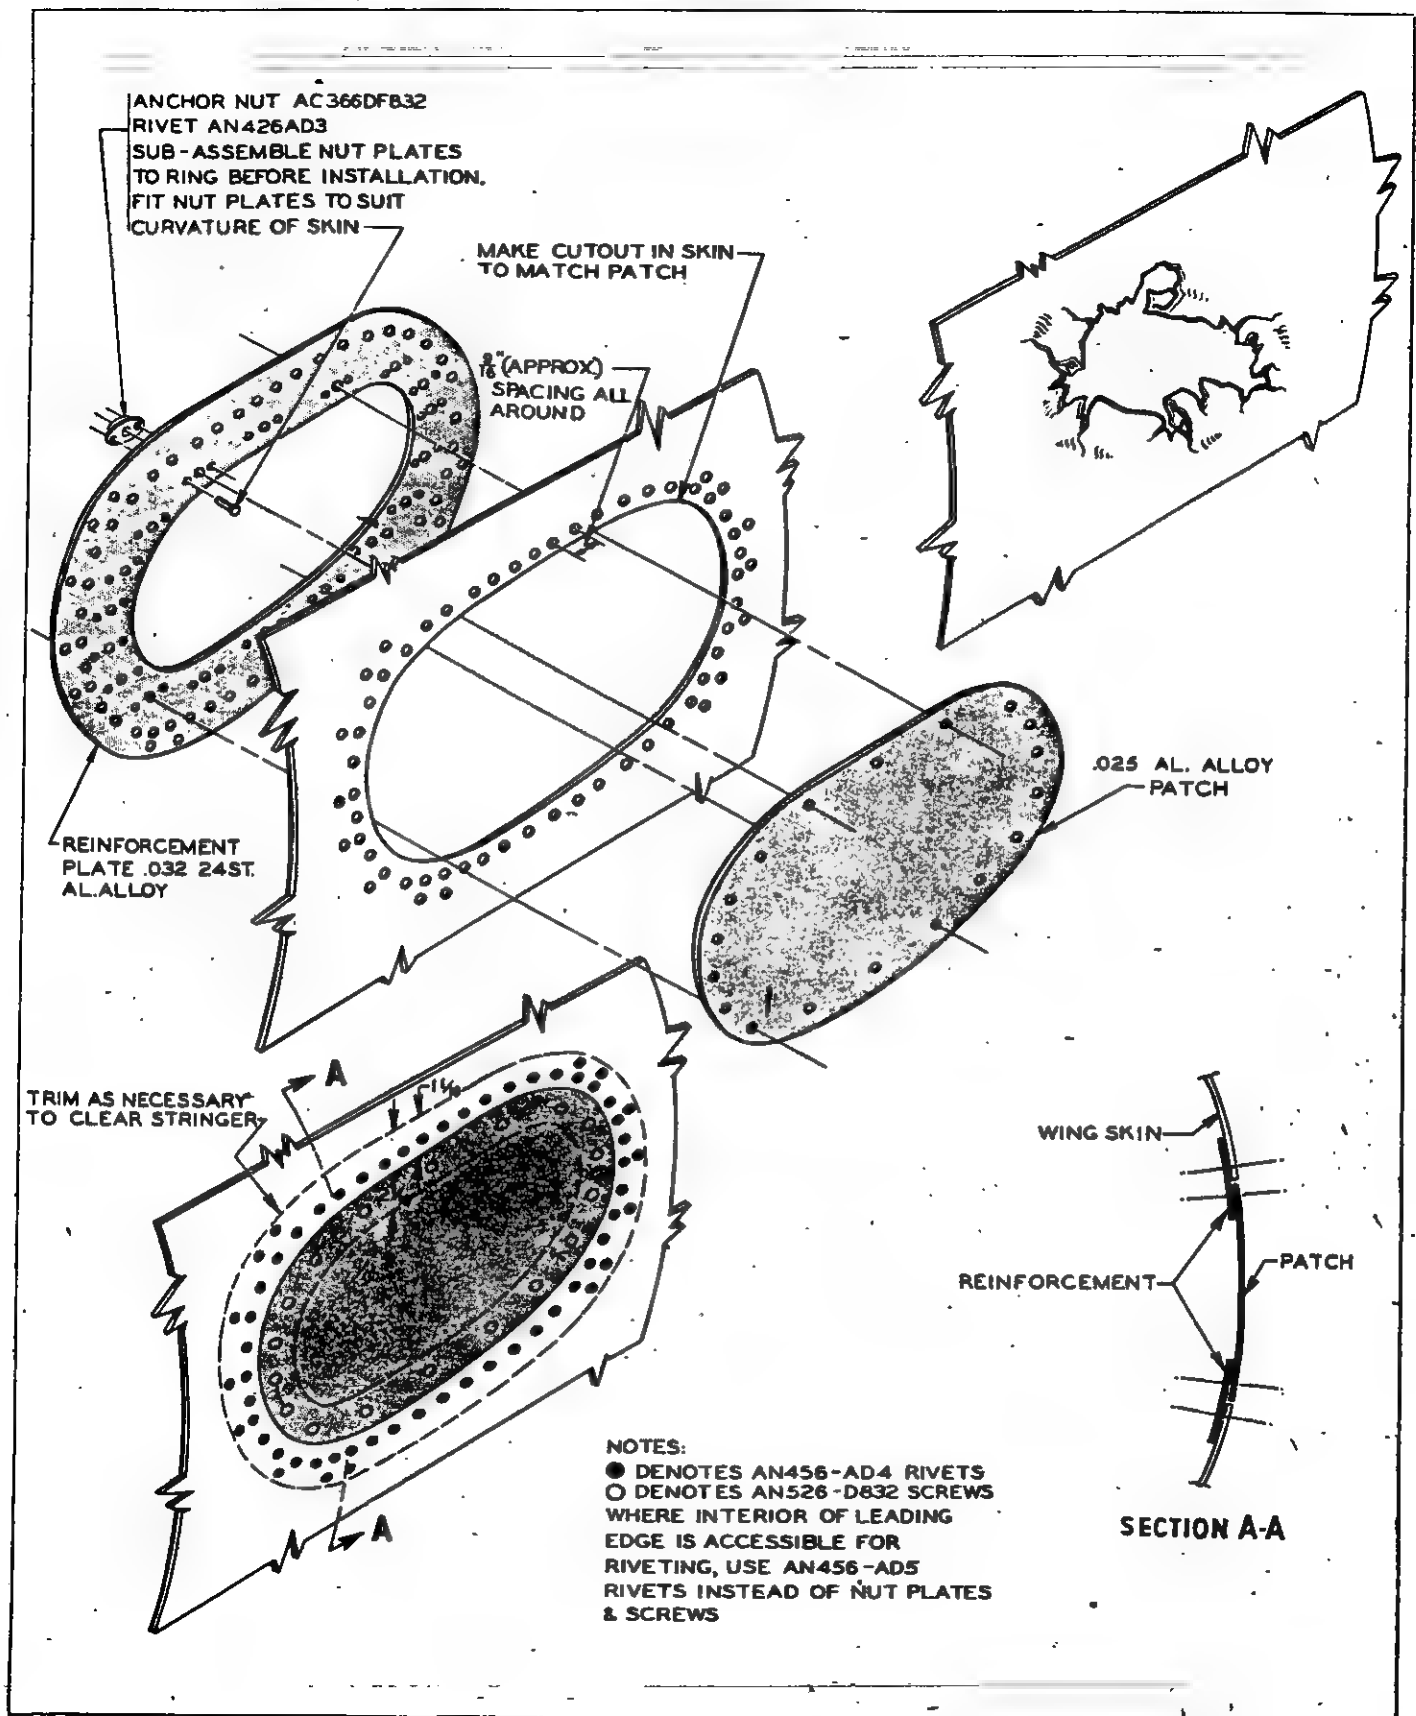 ANCHOR NUT AC366DF832
RIVET AN426AD3
SUB-ASSEMBLE NUT PLATES
TO RING BEFORE INSTALLATION.
FIT NUT PLATES TO SUIT
CURVATURE OF SKIN
MAKE CUTOUT IN SKIN
TO MATCH PATCH
9/16" (APPROX)
SPACING ALL
AROUND
.025 AL. ALLOY
PATCH
REINFORCEMENT
PLATE .032 24ST.
AL.ALLOY
A
TRIM AS NECESSARY
TO CLEAR STRINGER
WING SKIN
REINFORCEMENT
PATCH
A
SECTION A-A
NOTES:
● DENOTES AN456-AD4 RIVETS
○ DENOTES AN526-D832 SCREWS
WHERE INTERIOR OF LEADING
EDGE IS ACCESSIBLE FOR
RIVETING, USE AN456-AD5
RIVETS INSTEAD OF NUT PLATES
& SCREWS